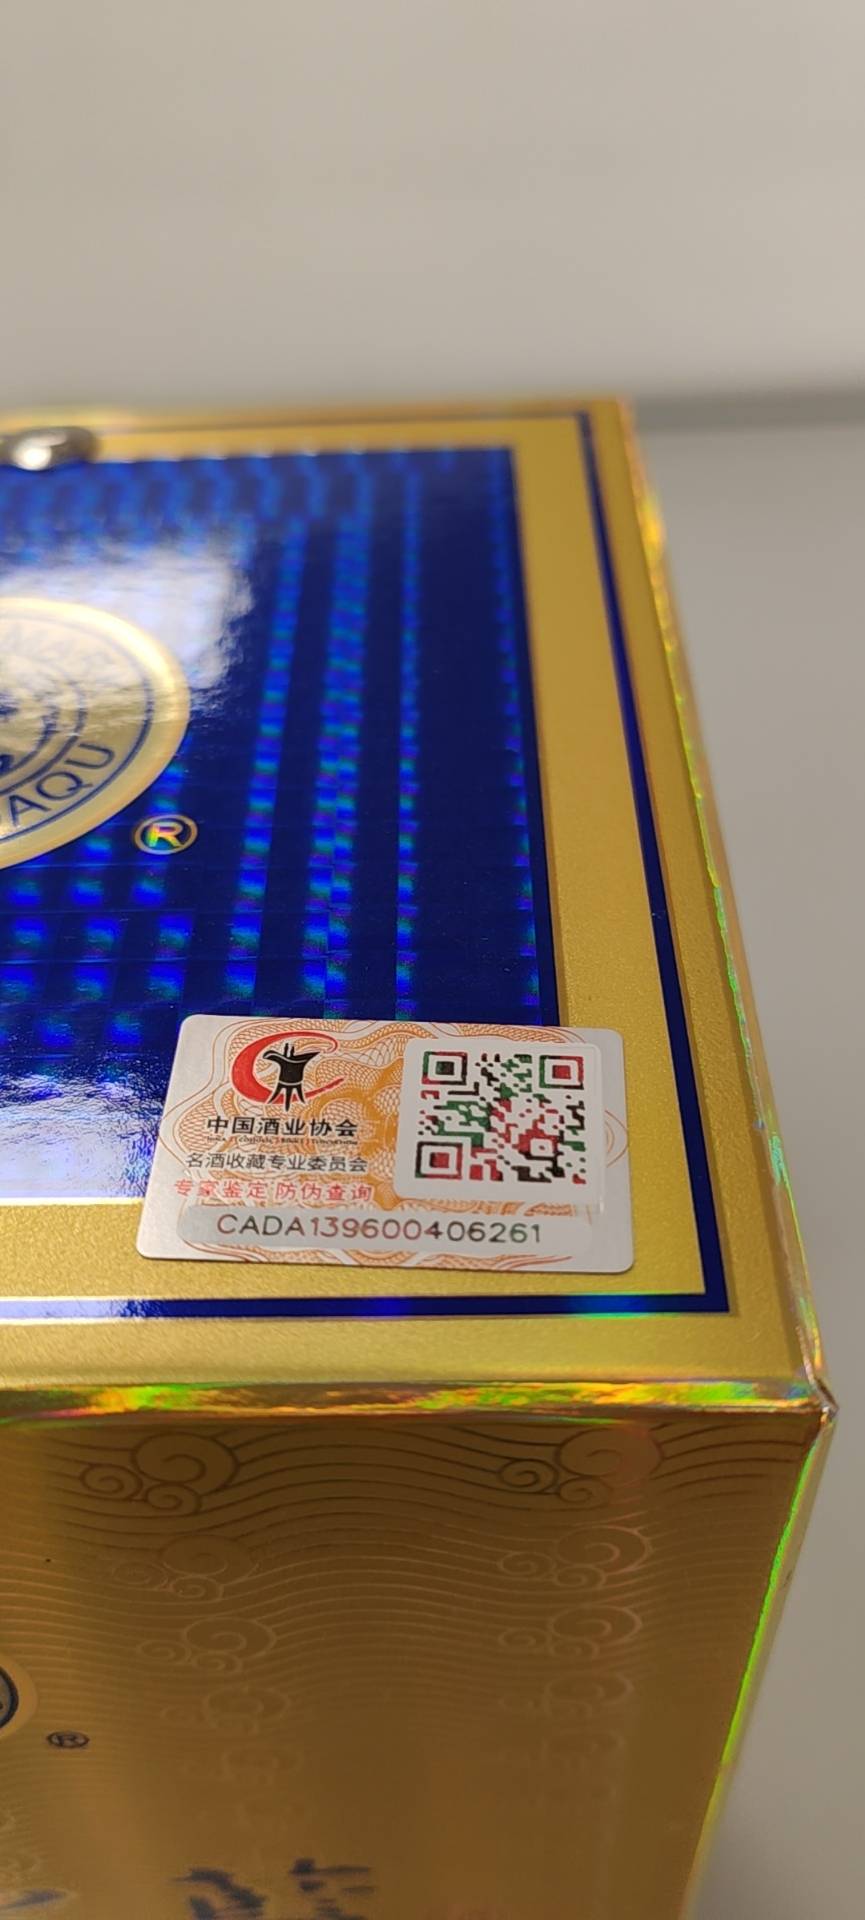 DAQU
®
中国酒业协会
名酒收藏专业委员会
专家鉴定 防伪查询
CADA139600406261
®